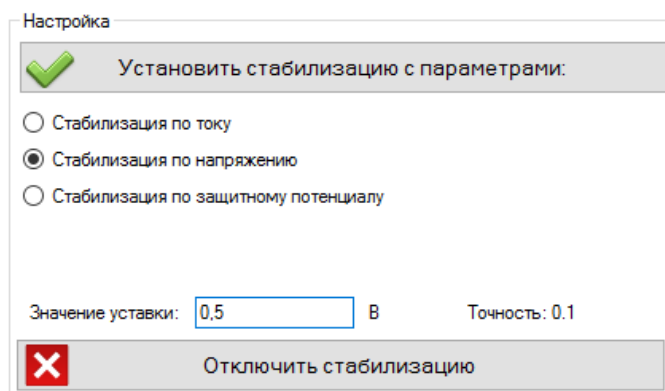 Настройка
Установить стабилизацию с параметрами:
Стабилизация по току
Стабилизация по напряжению
Стабилизация по защитному потенциалу
Значение уставки: 0,5 В Точность: 0.1
Отключить стабилизацию